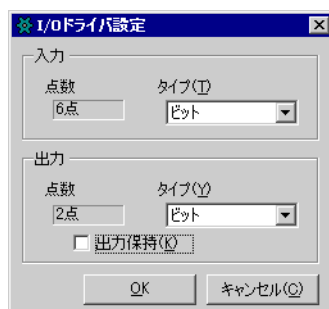 I/Oドライバ設定
入力
点数 タイプ(T)
6点 ビット
出力
点数 タイプ(Y)
2点 ビット
出力保持(K)
OK キャンセル(C)